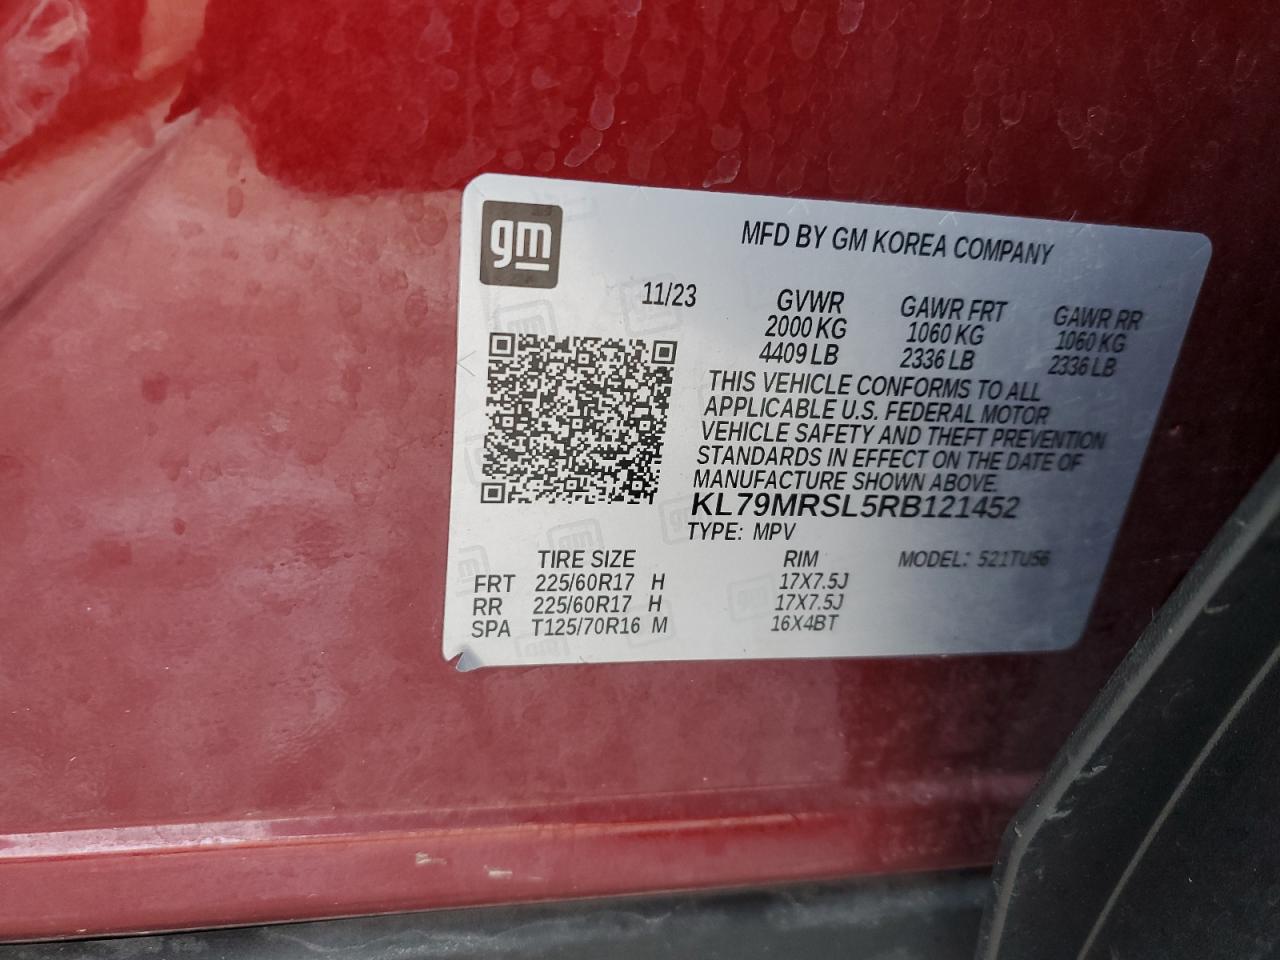 gm
MFD BY GM KOREA COMPANY
11/23 GVWR GAWR FRT GAWR RR
2000 KG 1060 KG 1060 KG
4409 LB 2336 LB 2336 LB
THIS VEHICLE CONFORMS TO ALL
APPLICABLE U.S. FEDERAL MOTOR
VEHICLE SAFETY AND THEFT PREVENTION
STANDARDS IN EFFECT ON THE DATE OF
MANUFACTURE SHOWN ABOVE.
KL79MRSL5RB121452
TYPE: MPV
TIRE SIZE RIM MODEL: 521TU56
FRT 225/60R17 H 17X7.5J
RR 225/60R17 H 17X7.5J
SPA T125/70R16 M 16X4BT